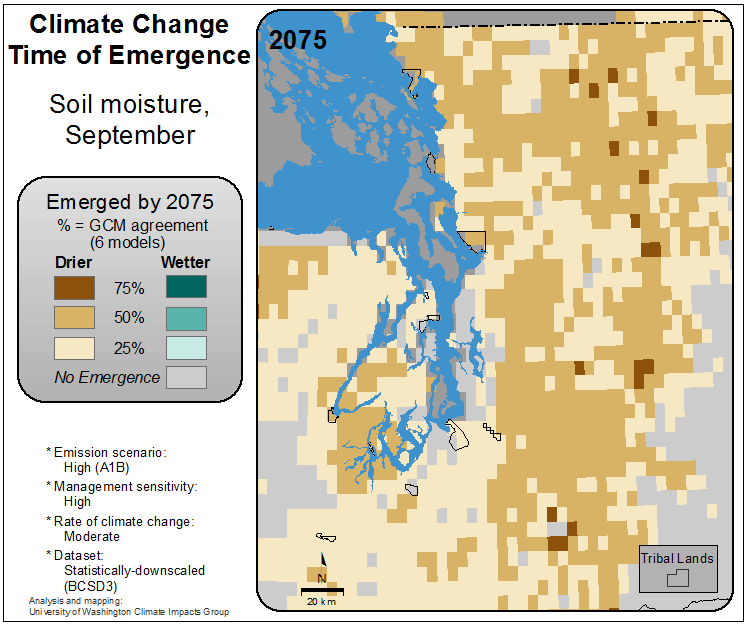 Climate Change
Time of Emergence
Soil moisture,
September
Emerged by 2075
% = GCM agreement
(6 models)
Drier Wetter
75%
50%
25%
No Emergence
* Emission scenario:
High (A1B)
* Management sensitivity:
High
* Rate of climate change:
Moderate
* Dataset:
Statistically-downscaled
(BCSD3)
Analysis and mapping:
University of Washington Climate Impacts Group
2075
N
20 km
Tribal Lands